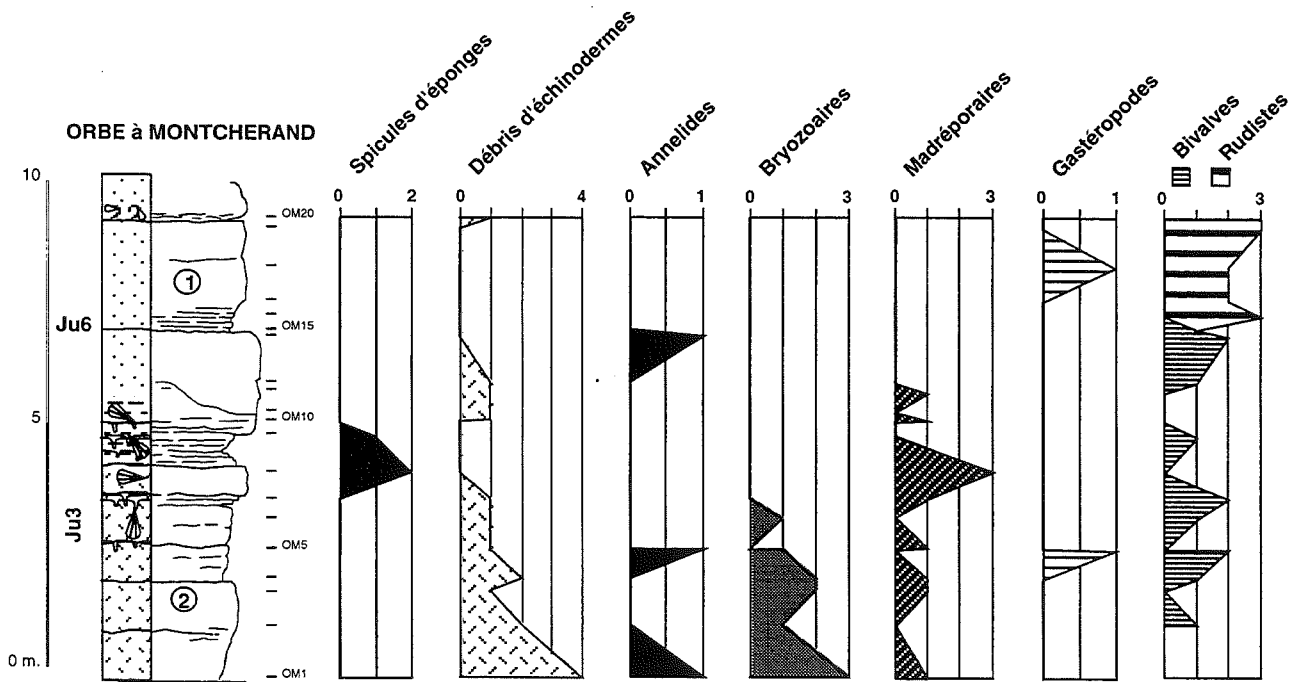 ORBE à MONTCHERAND
Spicules d'éponges
Débris d'échinodermes
Annelides
Bryozoaires
Madréporaires
Gastéropodes
Bivalves
Rudistes
0 2
0 4
0 1
0 3
0 3
0 1
0 3
10
5
0 m.
Ju6
Ju3
1
2
OM20
OM15
OM10
OM5
OM1